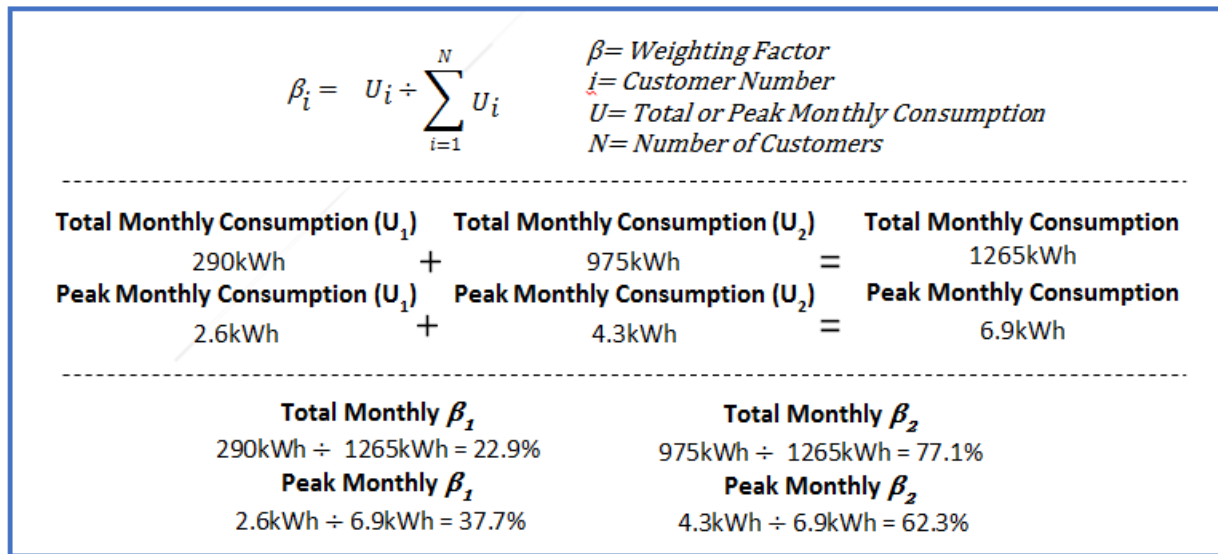 βi = Ui ÷ N∑i=1 Ui
β= Weighting Factor
i= Customer Number
U= Total or Peak Monthly Consumption
N= Number of Customers
Total Monthly Consumption (U1) Total Monthly Consumption (U2) Total Monthly Consumption
290kWh + 975kWh = 1265kWh
Peak Monthly Consumption (U1) Peak Monthly Consumption (U2) Peak Monthly Consumption
2.6kWh + 4.3kWh = 6.9kWh
Total Monthly β1 Total Monthly β2
290kWh ÷ 1265kWh = 22.9% 975kWh ÷ 1265kWh = 77.1%
Peak Monthly β1 Peak Monthly β2
2.6kWh ÷ 6.9kWh = 37.7% 4.3kWh ÷ 6.9kWh = 62.3%